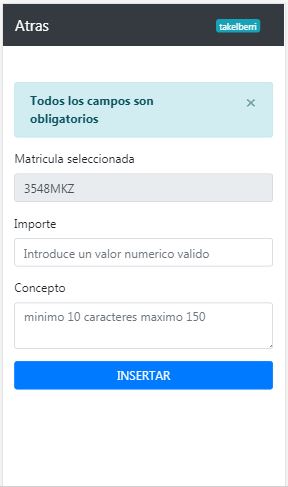 Atras
takelberri
Todos los campos son
×
obligatorios
Matricula seleccionada
3548MKZ
Importe
Introduce un valor numerico valido
Concepto
minimo 10 caracteres maximo 150
INSERTAR